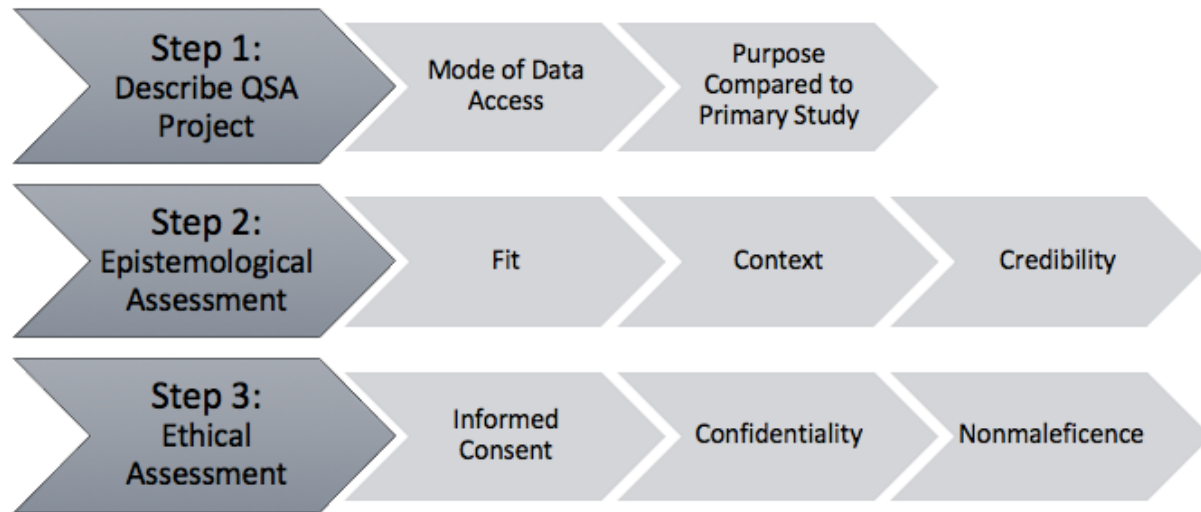 Step 1:
Describe QSA
Project
Mode of Data
Access
Purpose
Compared to
Primary Study
Step 2:
Epistemological
Assessment
Fit
Context
Credibility
Step 3:
Ethical
Assessment
Informed
Consent
Confidentiality
Nonmaleficence